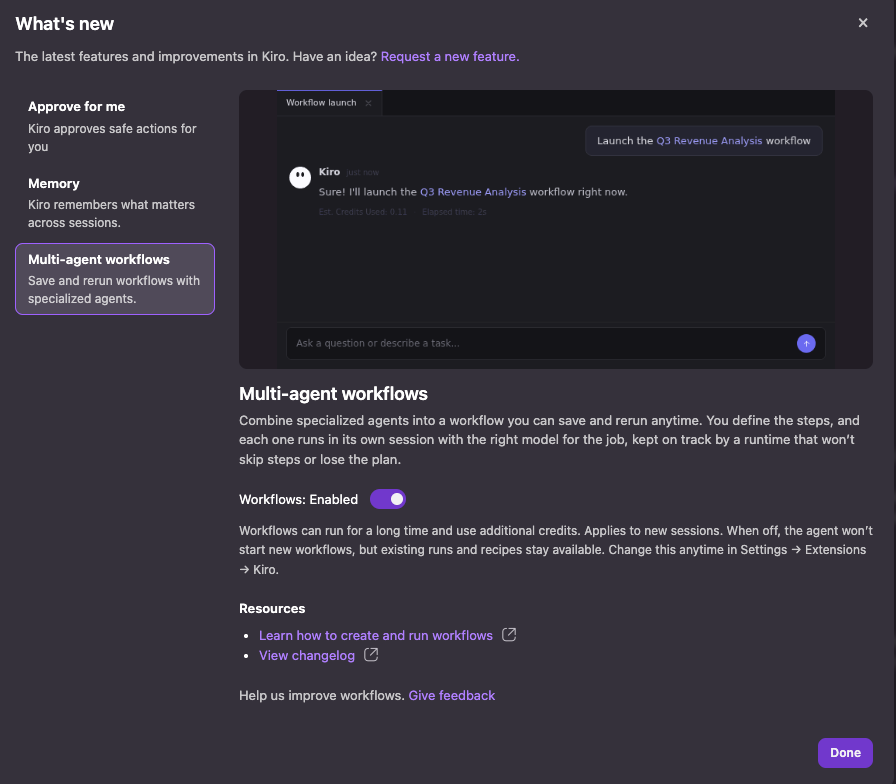 What's new
The latest features and improvements in Kiro. Have an idea? Request a new feature.
Approve for me
Kiro approves safe actions for
you
Memory
Kiro remembers what matters
across sessions.
Multi-agent workflows
Save and rerun workflows with
specialized agents.
Workflow launch
Launch the Q3 Revenue Analysis workflow
Kiro just now
Sure! I'll launch the Q3 Revenue Analysis workflow right now.
Est. Credits Used: 0.11 Elapsed time: 2s
Ask a question or describe a task...
Multi-agent workflows
Combine specialized agents into a workflow you can save and rerun anytime. You define the steps, and
each one runs in its own session with the right model for the job, kept on track by a runtime that won't
skip steps or lose the plan.
Workflows: Enabled
Workflows can run for a long time and use additional credits. Applies to new sessions. When off, the agent won't
start new workflows, but existing runs and recipes stay available. Change this anytime in Settings → Extensions
→ Kiro.
Resources
• Learn how to create and run workflows
• View changelog
Help us improve workflows. Give feedback
Done